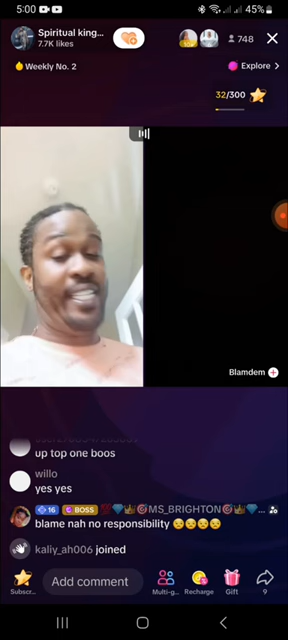 5:00
45%
Spiritual king...
7.7K likes
748
Weekly No. 2
Explore >
32/300
Blamdem
up top one boos
willo
yes yes
16 BOSS 💯💎👑🎯MS_BRIGHTON🎯👑💎...
blame nah no responsibility 😒😒😒😒
kaliy_ah006 joined
Subscr...
Add comment
Multi-g...
Recharge
Gift
9